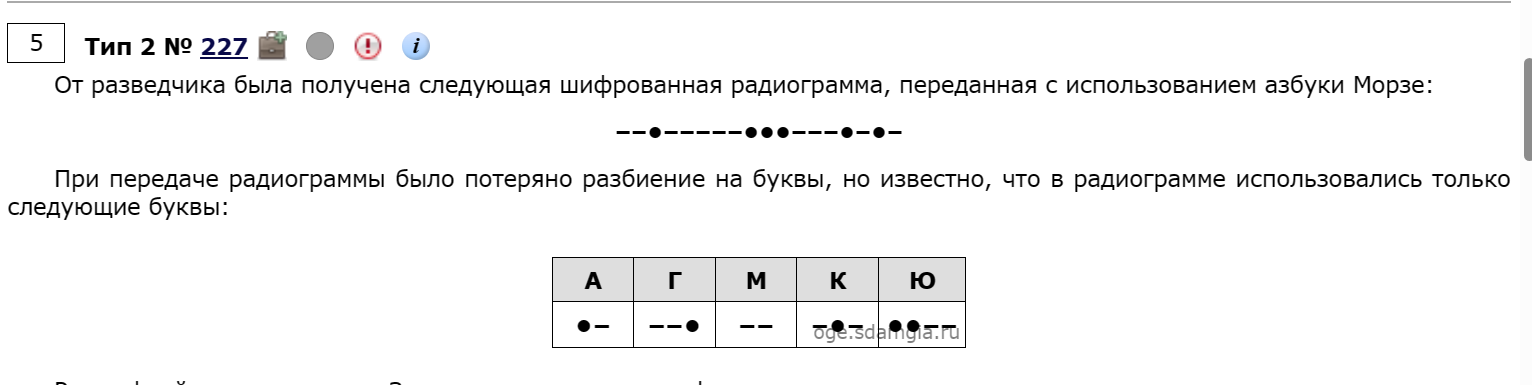 5 Тип 2 № 227 i
От разведчика была получена следующая шифрованная радиограмма, переданная с использованием азбуки Морзе:
−−●−−−−−●●●−−−●−●−
При передаче радиограммы было потеряно разбиение на буквы, но известно, что в радиограмме использовались только
следующие буквы:
А Г М К Ю
●− −−● −− −●− ●●−−
oge.sdamgia.ru